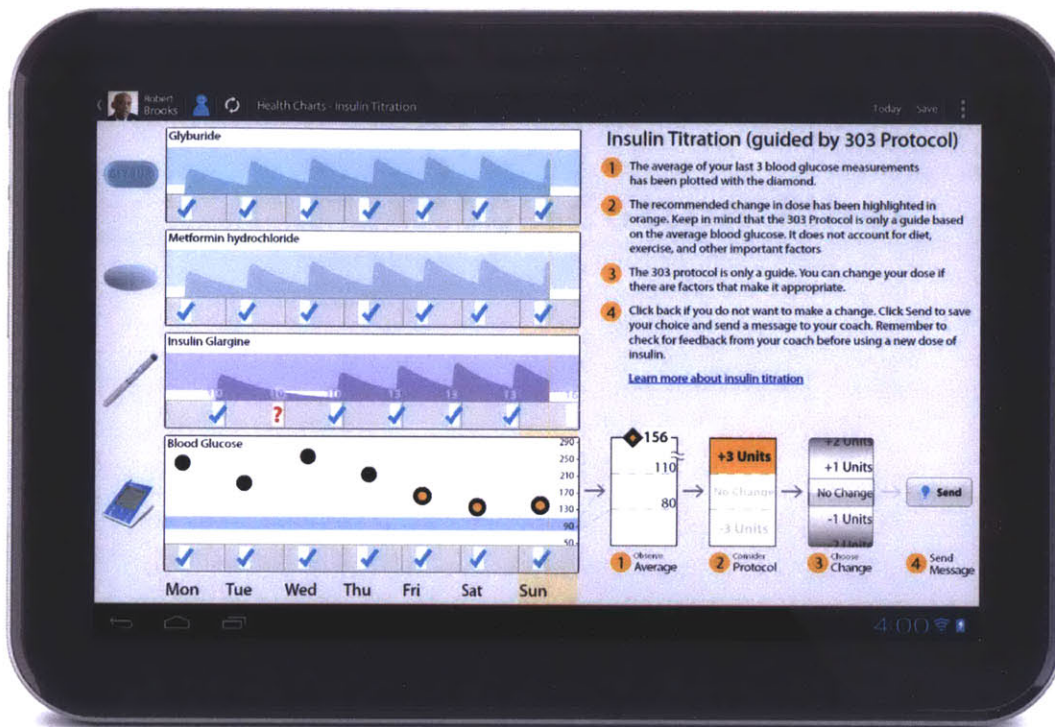 Robert
Brooks
Health Charts - Insulin Titration
Today Save
Glyburide
Metformin hydrochloride
Insulin Glargine
10 10 10 13 13 13 16
?
Blood Glucose
290
250
210
170
130
90
50
Mon Tue Wed Thu Fri Sat Sun
Insulin Titration (guided by 303 Protocol)
1 The average of your last 3 blood glucose measurements
has been plotted with the diamond.
2 The recommended change in dose has been highlighted in
orange. Keep in mind that the 303 Protocol is only a guide based
on the average blood glucose. It does not account for diet,
exercise, and other important factors
3 The 303 protocol is only a guide. You can change your dose if
there are factors that make it appropriate.
4 Click back if you do not want to make a change. Click Send to save
your choice and send a message to your coach. Remember to
check for feedback from your coach before using a new dose of
insulin.
Learn more about insulin titration
156
110
80
+3 Units
No Change
-3 Units
+2 Units
+1 Units
No Change
-1 Units
-2 Units
Send
1 Observe
Average
2 Consider
Protocol
3 Choose
Change
4 Send
Message
4:00